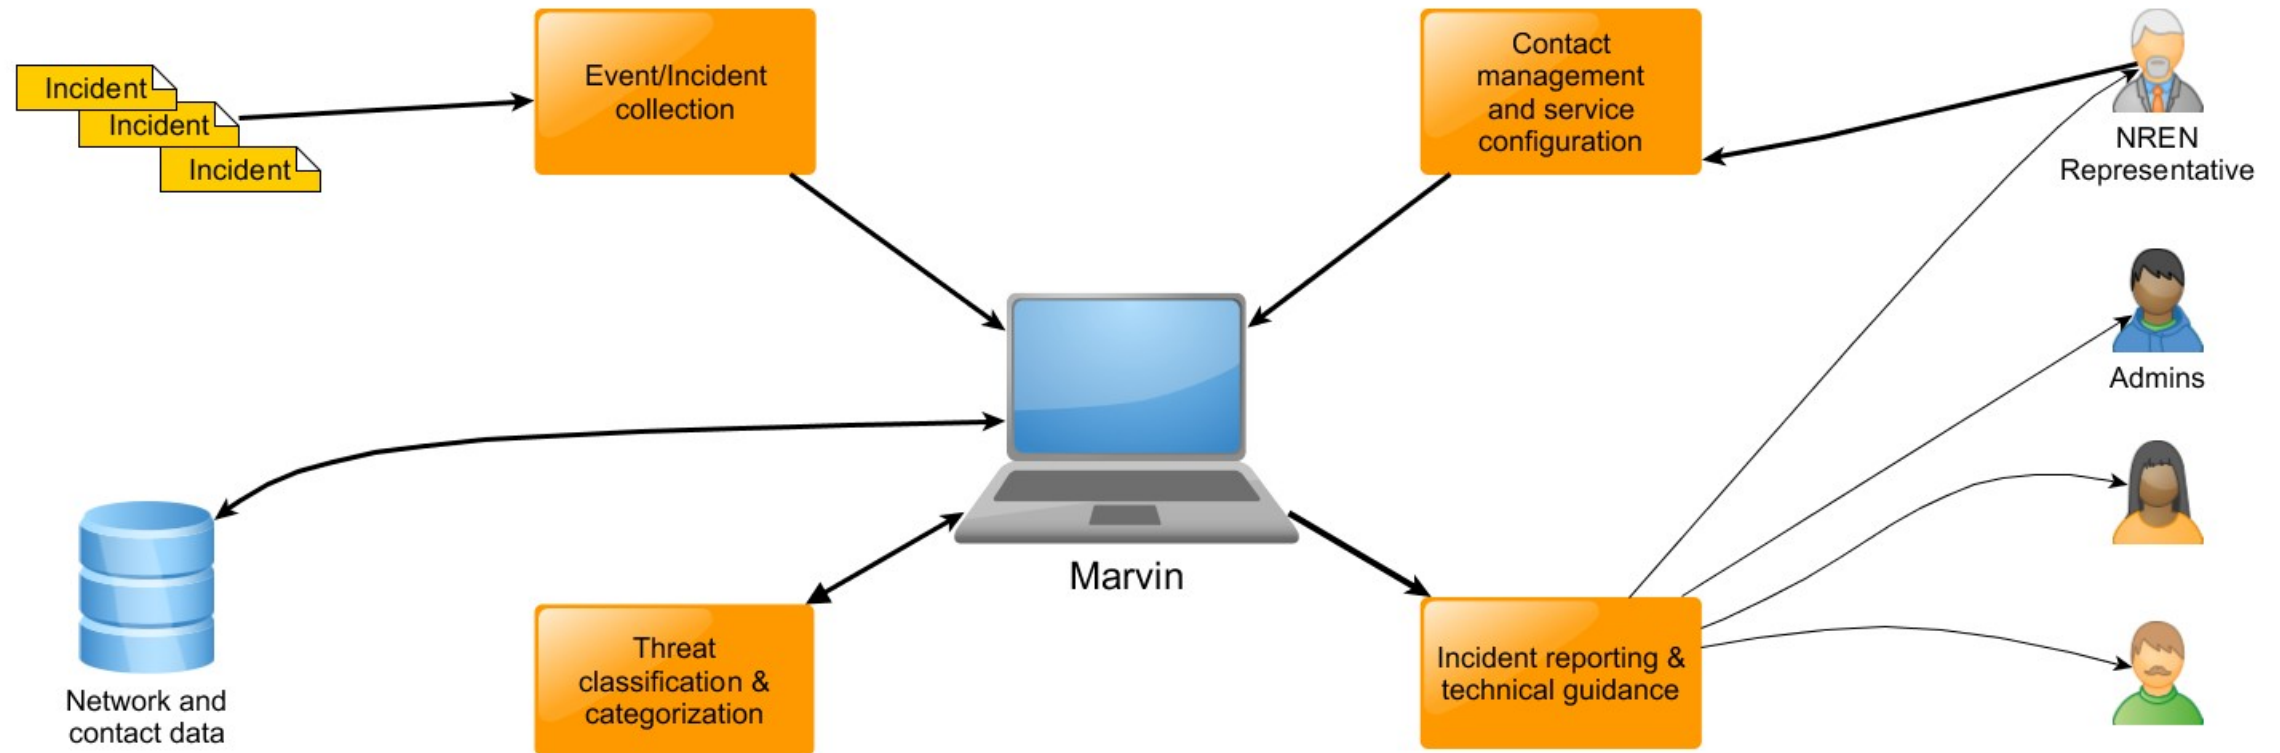 Incident
Incident
Incident
Event/Incident
collection
Contact
management
and service
configuration
NREN
Representative
Admins
Marvin
Network and
contact data
Threat
classification &
categorization
Incident reporting &
technical guidance